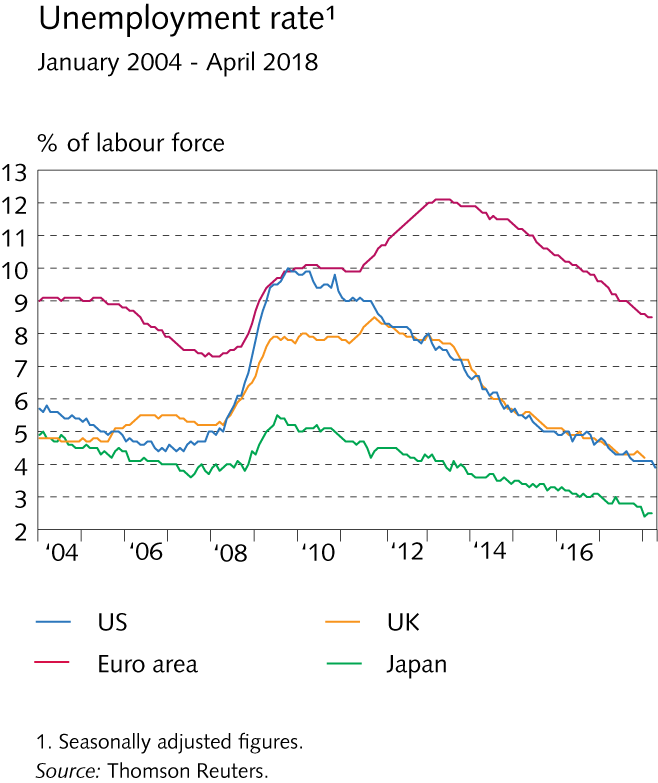 Unemployment rate¹
January 2004 - April 2018
% of labour force
13
12
11
10
9
8
7
6
5
4
3
2
‘04 ‘06 ‘08 ‘10 ‘12 ‘14 ‘16
US UK
Euro area Japan
1. Seasonally adjusted figures.
Source: Thomson Reuters.